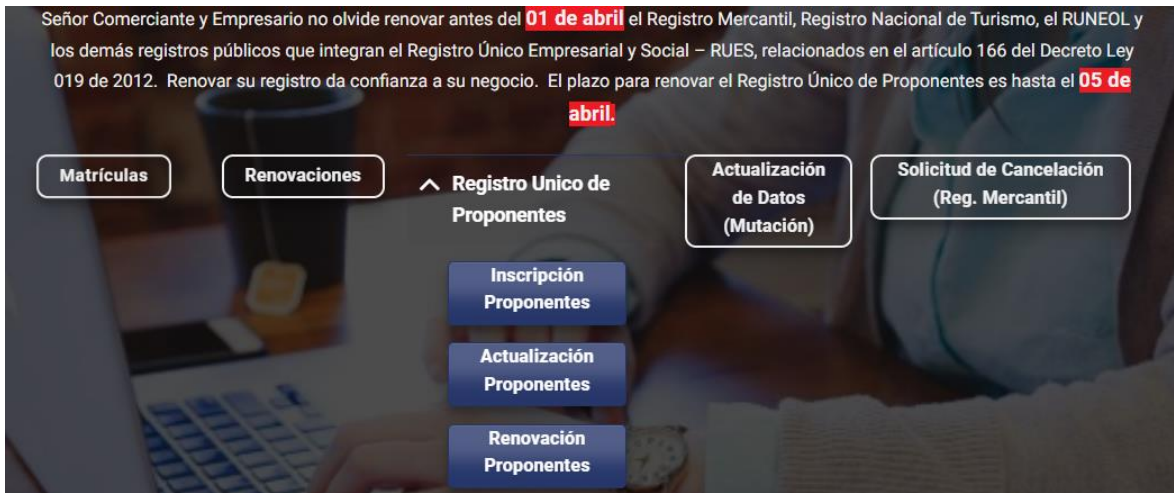 Señor Comerciante y Empresario no olvide renovar antes del 01 de abril el Registro Mercantil, Registro Nacional de Turismo, el RUNEOL y
los demás registros públicos que integran el Registro Único Empresarial y Social – RUES, relacionados en el artículo 166 del Decreto Ley
019 de 2012. Renovar su registro da confianza a su negocio. El plazo para renovar el Registro Único de Proponentes es hasta el 05 de
abril.
Matrículas
Renovaciones
Registro Unico de
Proponentes
Inscripción
Proponentes
Actualización
Proponentes
Renovación
Proponentes
Actualización
de Datos
(Mutación)
Solicitud de Cancelación
(Reg. Mercantil)